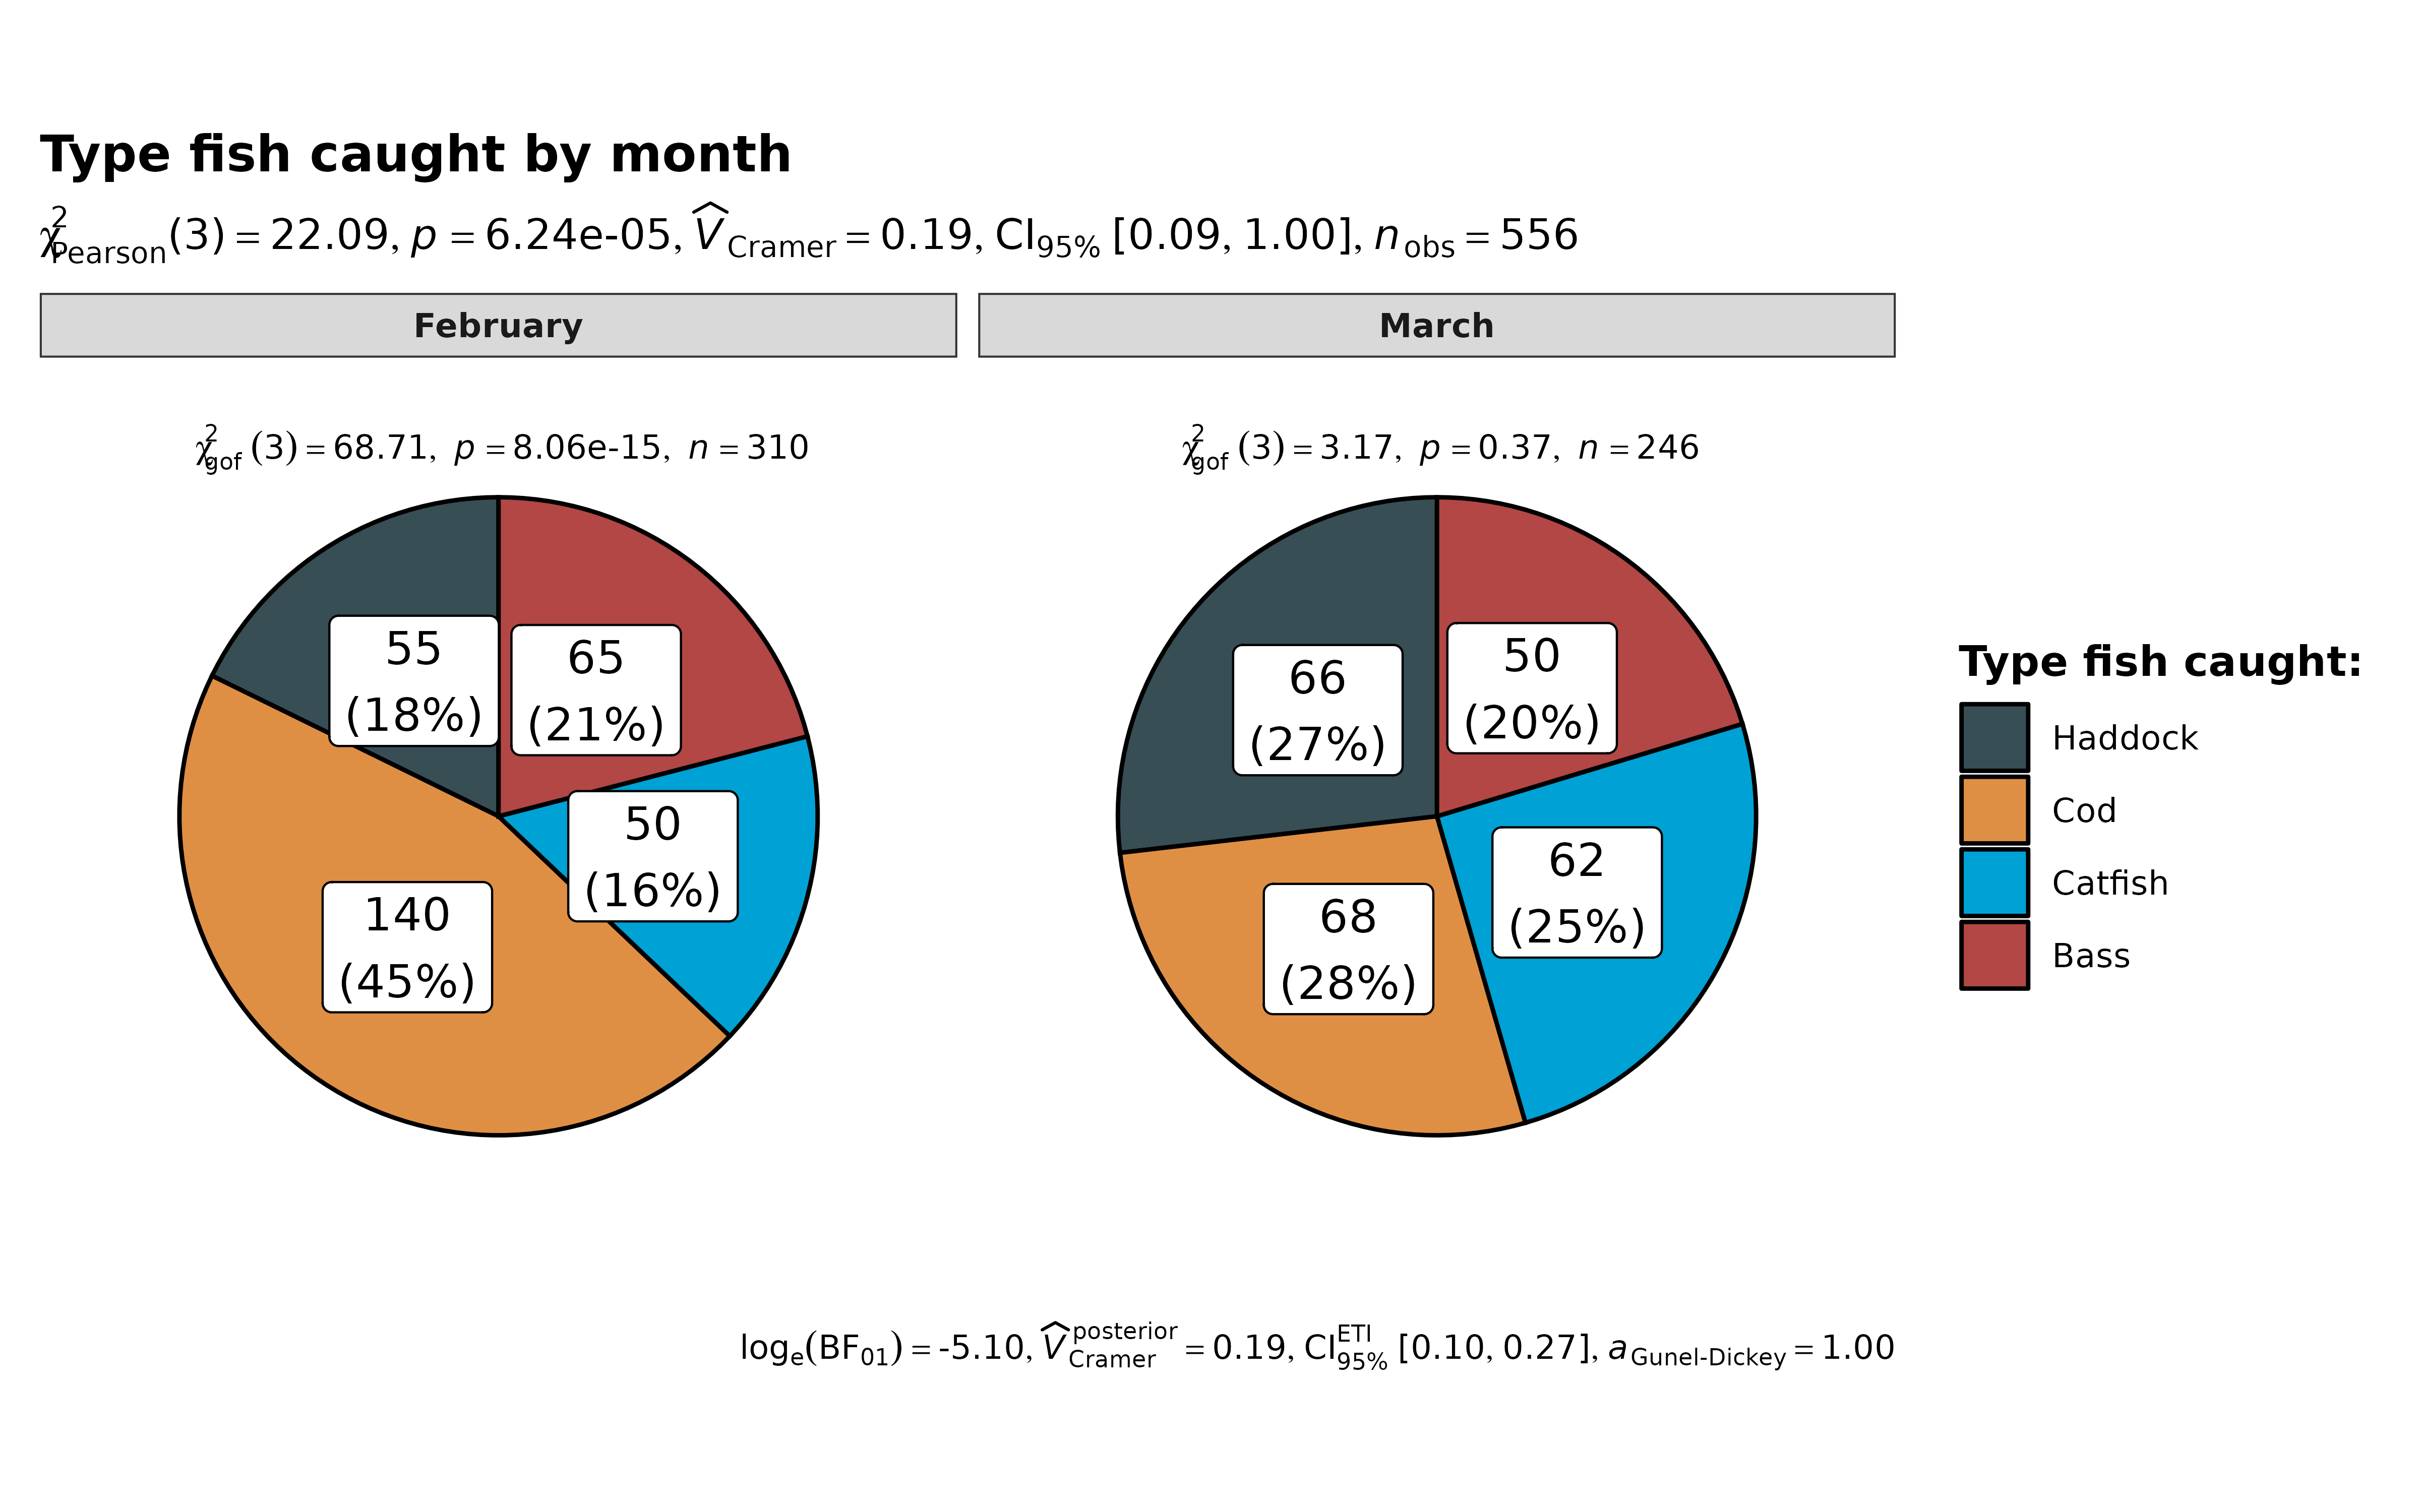 Type fish caught by month
χ²Pearson(3) = 22.09, p = 6.24e-05, V̂Cramer = 0.19, CI95% [0.09, 1.00], nobs = 556
February
March
χ²gof (3) = 68.71, p = 8.06e-15, n = 310
χ²gof (3) = 3.17, p = 0.37, n = 246
55
(18%)
65
(21%)
50
(16%)
140
(45%)
66
(27%)
50
(20%)
62
(25%)
68
(28%)
Type fish caught:
Haddock
Cod
Catfish
Bass
loge(BF01) = -5.10, V̂posterior Cramer = 0.19, CI ETI 95% [0.10, 0.27], aGunel-Dickey = 1.00